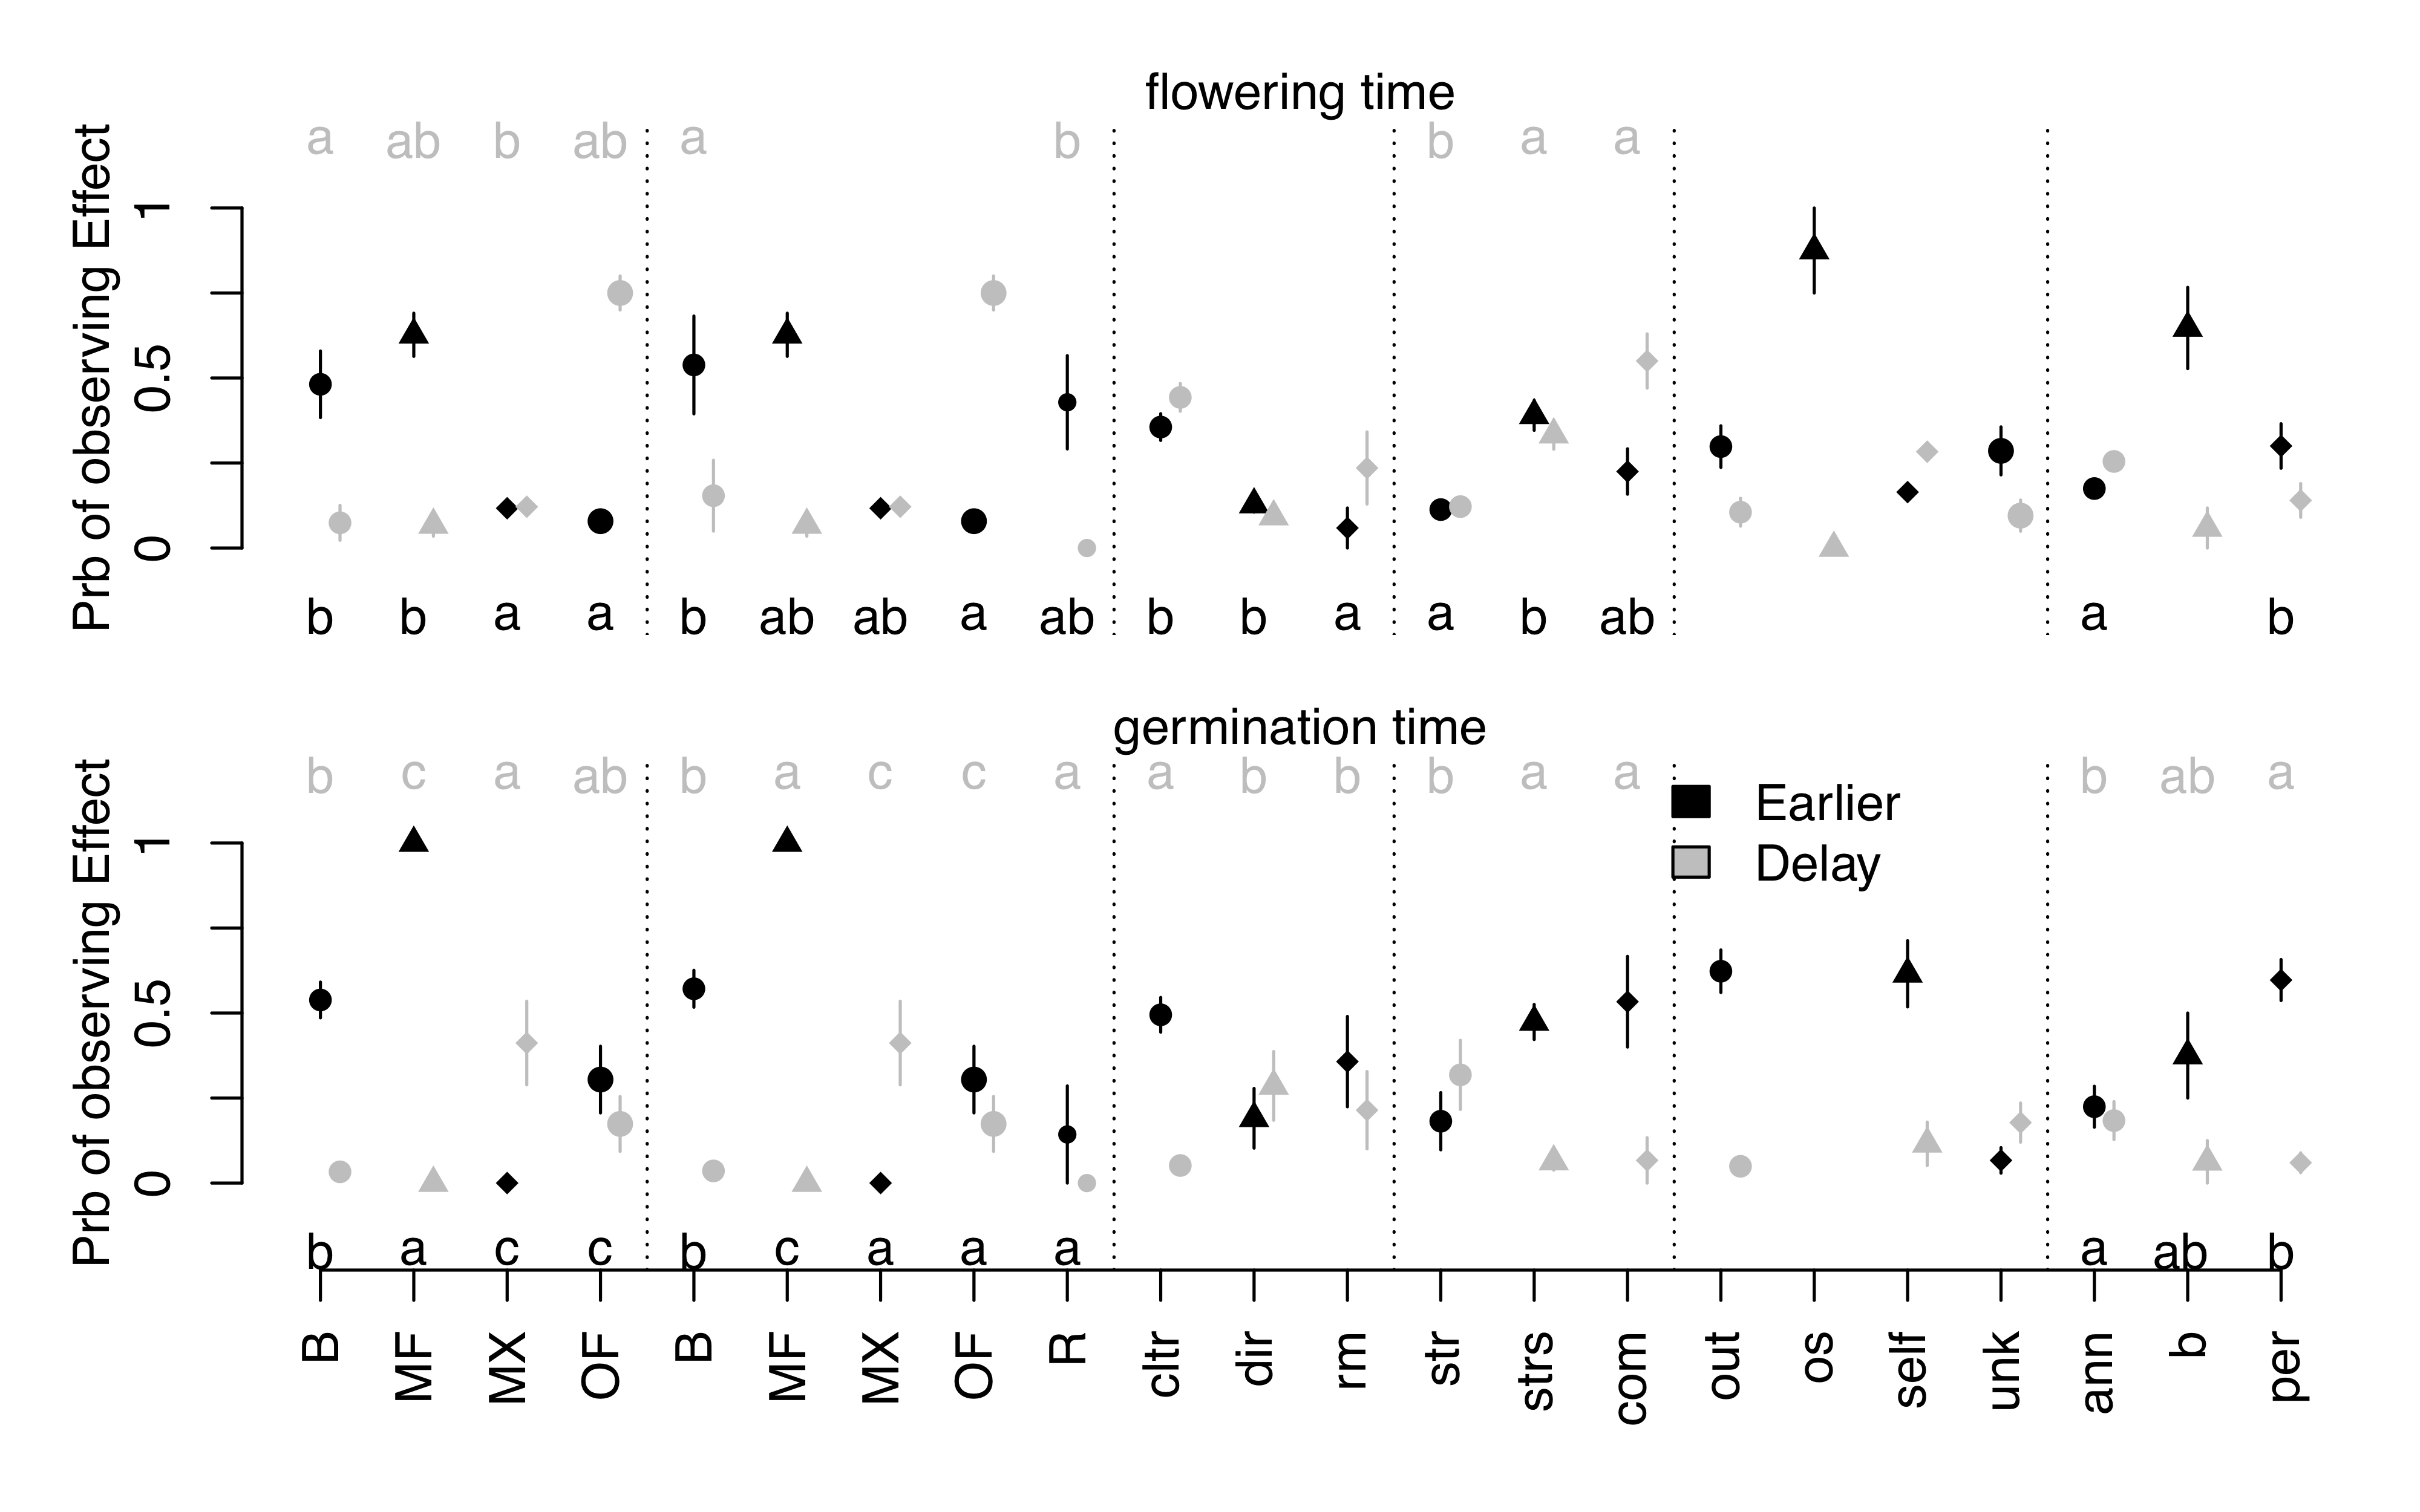 flowering time
a ab b ab a b b a a
Prb of observing Effect
1
0.5
0
b b a a b ab ab a ab b b a a b ab a b
germination time
b c a ab b a c c a a b b b a a b ab a
Earlier
Delay
Prb of observing Effect
1
0.5
0
b a c c b c a a a a ab b
B MF MX OF B MF MX OF R cltr dir rm str strs com out os self unk ann b per